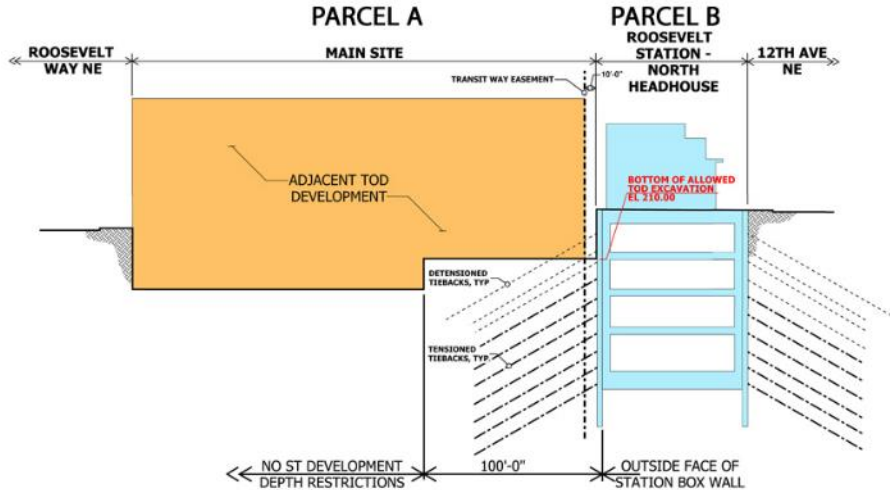 PARCEL A
PARCEL B
ROOSEVELT
WAY NE
MAIN SITE
ROOSEVELT
STATION -
NORTH
HEADHOUSE
12TH AVE
NE
TRANSIT WAY EASEMENT
10'-0"
ADJACENT TOD
DEVELOPMENT
BOTTOM OF ALLOWED
TOD EXCAVATION
EL 210.00
DETENSIONED
TIEBACKS, TYP
TENSIONED
TIEBACKS, TYP
NO ST DEVELOPMENT
DEPTH RESTRICTIONS
100'-0"
OUTSIDE FACE OF
STATION BOX WALL